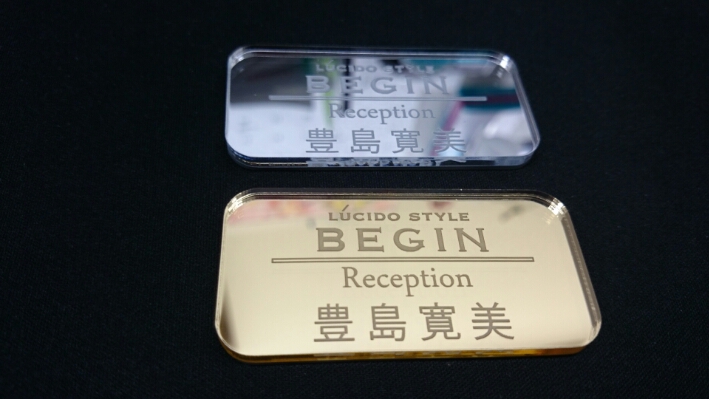 LÚCIDO STYLE
BEGIN
Reception
豊島寛美
LÚCIDO STYLE
BEGIN
Reception
豊島寛美